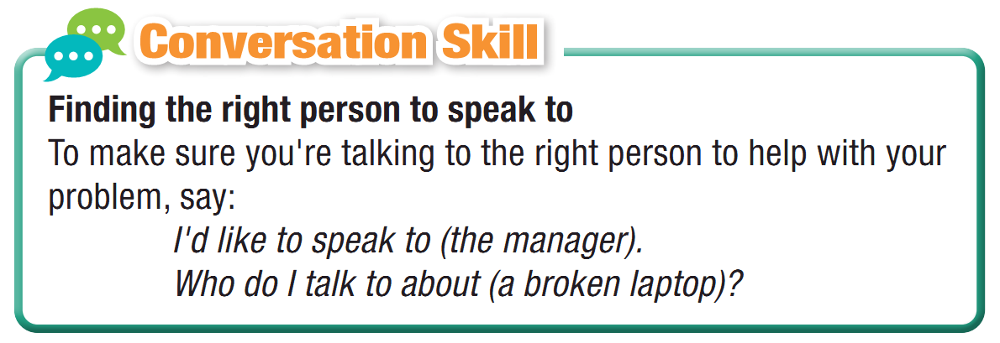 Conversation Skill
Finding the right person to speak to
To make sure you're talking to the right person to help with your
problem, say:
I'd like to speak to (the manager).
Who do I talk to about (a broken laptop)?